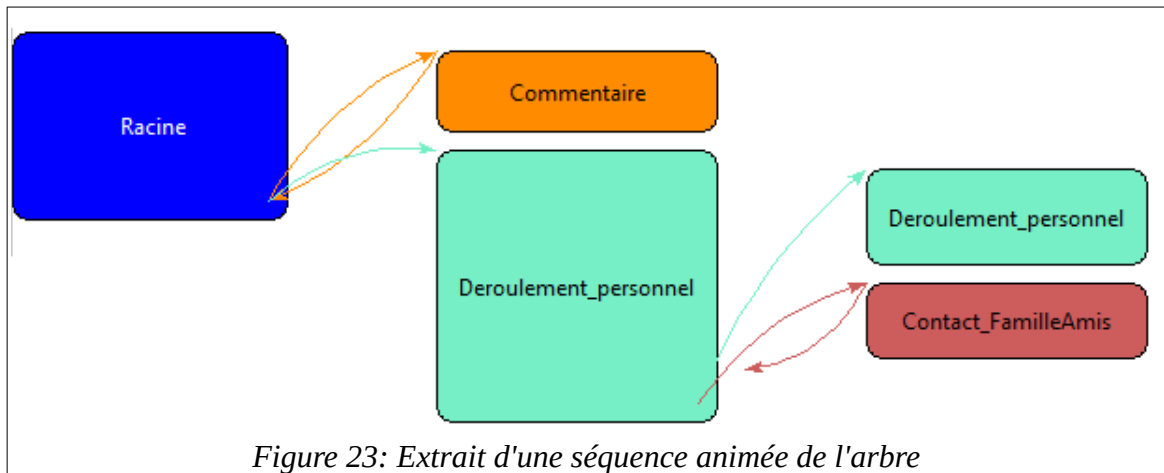 Racine
Commentaire
Deroulement_personnel
Deroulement_personnel
Contact_FamilleAmis
Figure 23: Extrait d'une séquence animée de l'arbre